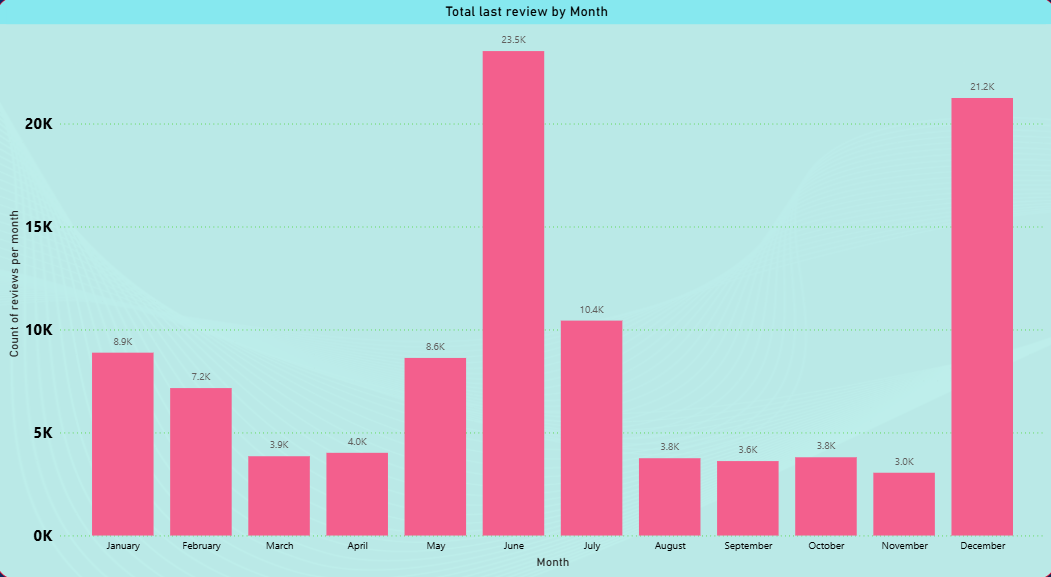 Total last review by Month
Count of reviews per month
20K
15K
10K
5K
0K
8.9K
7.2K
3.9K
4.0K
8.6K
23.5K
10.4K
3.8K
3.6K
3.8K
3.0K
21.2K
January
February
March
April
May
June
July
August
September
October
November
December
Month